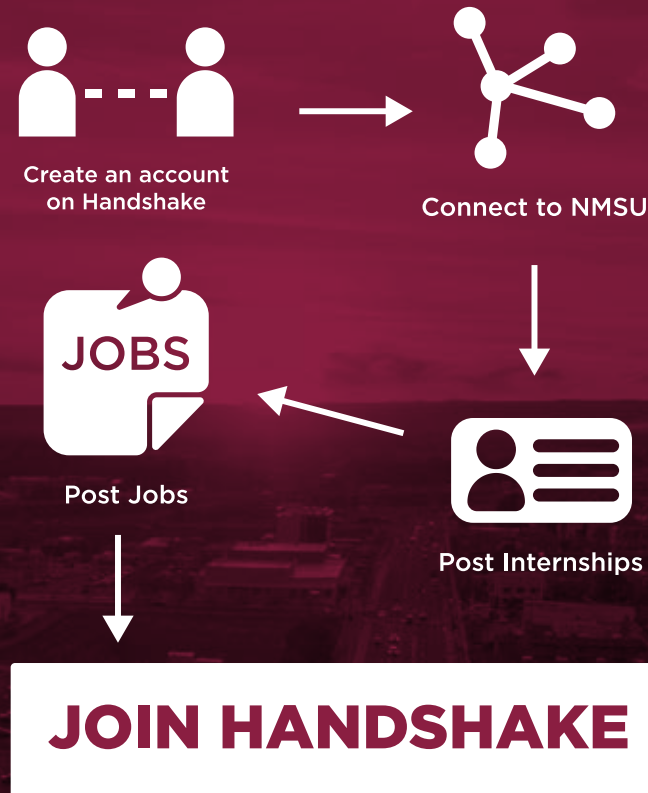 Create an account
on Handshake
Connect to NMSU
JOBS
Post Jobs
Post Internships
JOIN HANDSHAKE